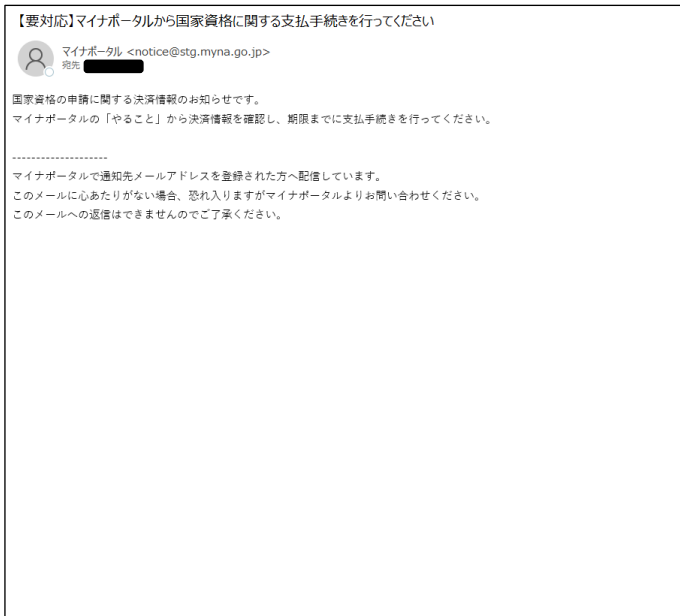 【要対応】マイナポータルから国家資格に関する支払手続きを行ってください
マイナポータル <notice@stg.myna.go.jp>
宛先
国家資格の申請に関する決済情報のお知らせです。
マイナポータルの「やること」から決済情報を確認し、期限までに支払手続きを行ってください。
--------------------
マイナポータルで通知先メールアドレスを登録された方へ配信しています。
このメールに心あたりがない場合、恐れ入りますがマイナポータルよりお問い合わせください。
このメールへの返信はできませんのでご了承ください。